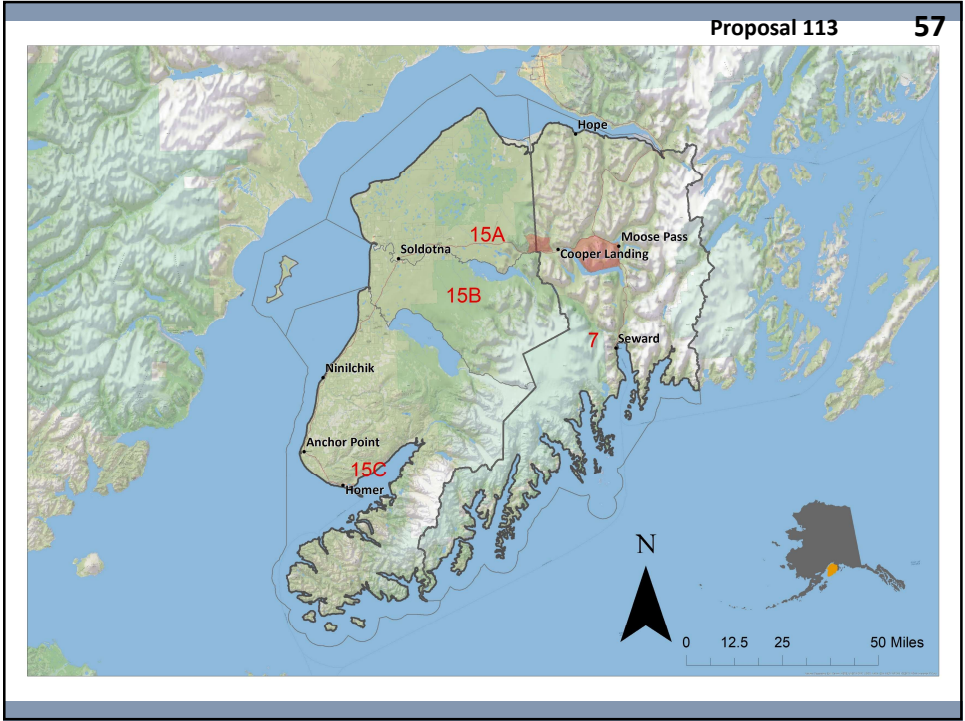 Proposal 113
57
Hope
15A
Moose Pass
Soldotna
Cooper Landing
15B
7
Seward
Ninilchik
Anchor Point
15C
Homer
N
0 12.5 25 50 Miles